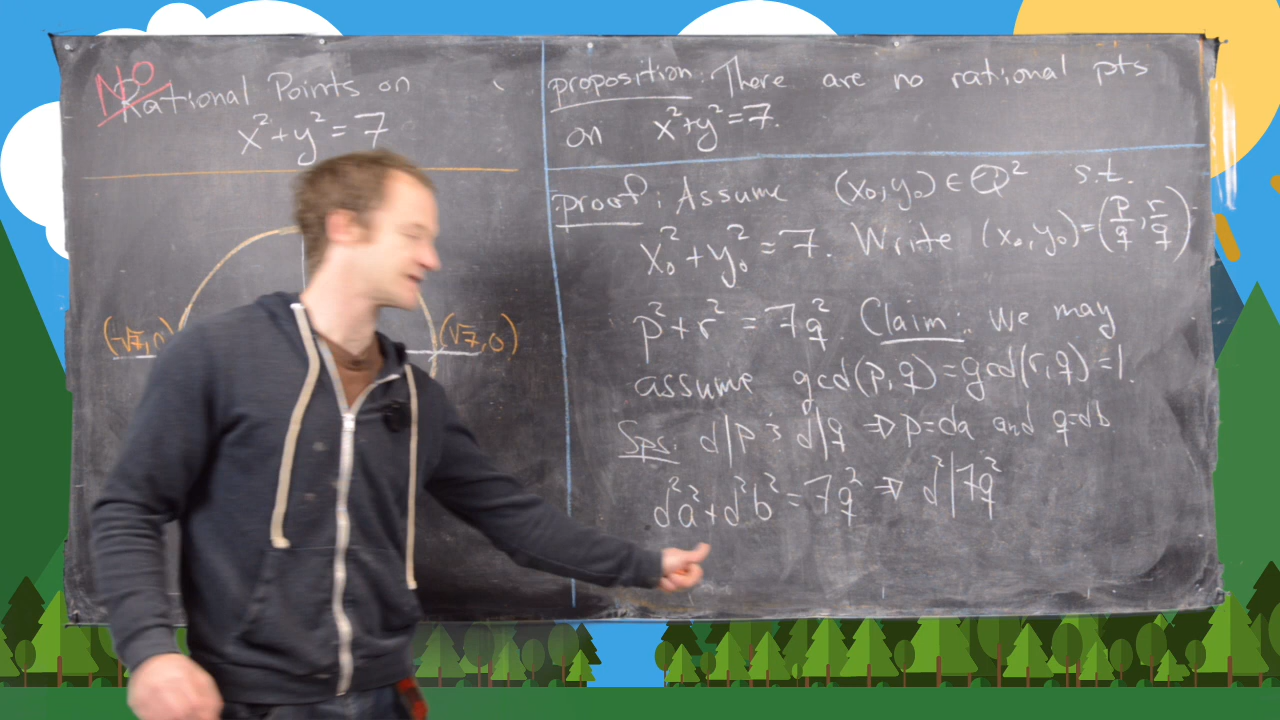 NO
Rational Points on
x²+y²=7
(-√7,0)
(√7,0)
proposition: There are no rational pts
on x²+y²=7.
proof: Assume (x₀,y₀)∈ℚ² s.t.
x₀²+y₀²=7. Write (x₀,y₀)=(p/q, r/q)
p²+r²=7q². Claim: We may
assume gcd(p,q)=gcd(r,q)=1.
Sps: d|p & d|q ⇒ p=da and q=db
d²a²+d²b²=7q² ⇒ d²|7q²